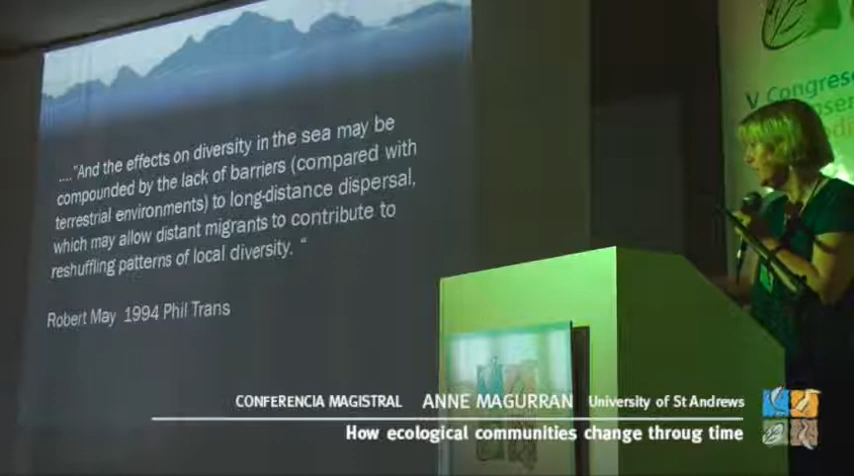 ...."And the effects on diversity in the sea may be
compounded by the lack of barriers (compared with
terrestrial environments) to long-distance dispersal,
which may allow distant migrants to contribute to
reshuffling patterns of local diversity. "
Robert May 1994 Phil Trans
V Congres
CONFERENCIA MAGISTRAL ANNE MAGURRAN University of St Andrews
How ecological communities change throug time